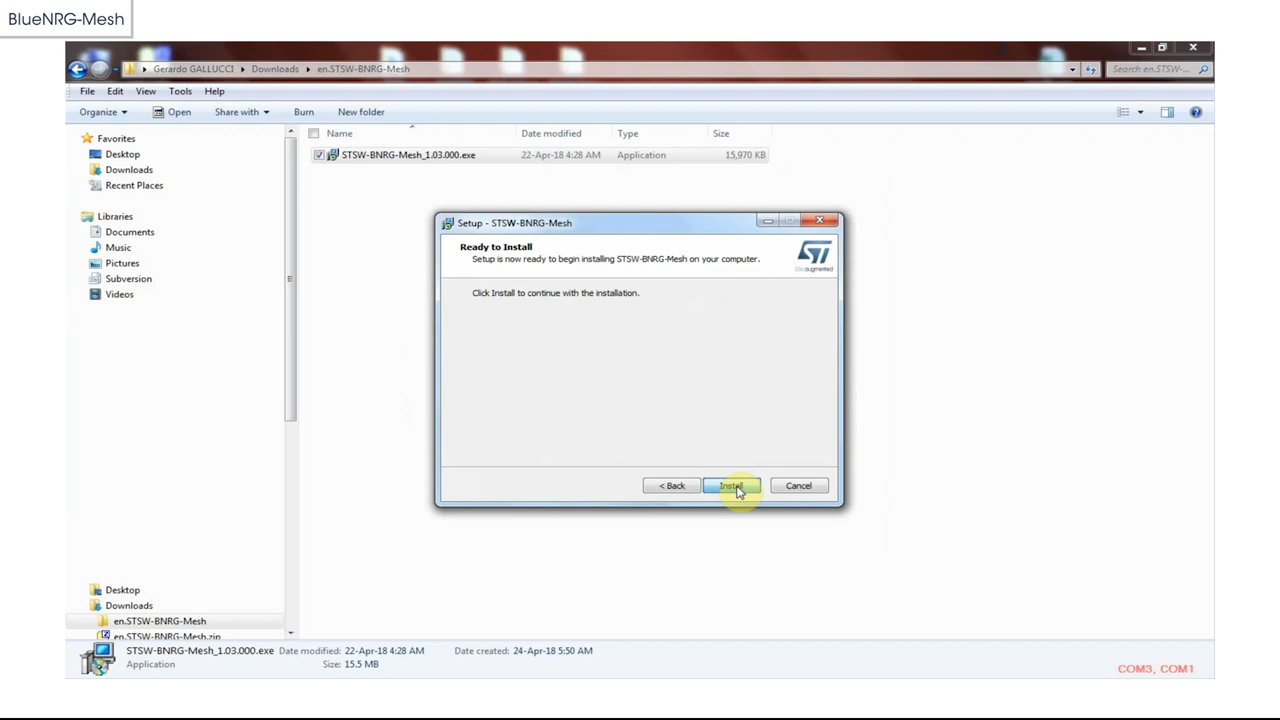 BlueNRG-Mesh
Gerardo GALLUCCI Downloads en.STSW-BNRG-Mesh
Search en.STSW-...
File Edit View Tools Help
Organize Open Share with Burn New folder
Favorites
Desktop
Downloads
Recent Places
Libraries
Documents
Music
Pictures
Subversion
Videos
Desktop
Downloads
en.STSW-BNRG-Mesh
en.STSW-BNRG-Mesh.zip
Name Date modified Type Size
STSW-BNRG-Mesh_1.03.000.exe 22-Apr-18 4:28 AM Application 15,970 KB
Setup - STSW-BNRG-Mesh
Ready to Install
Setup is now ready to begin installing STSW-BNRG-Mesh on your computer.
ST
life.augmented
Click Install to continue with the installation.
< Back Install Cancel
STSW-BNRG-Mesh_1.03.000.exe Date modified: 22-Apr-18 4:28 AM Date created: 24-Apr-18 5:50 AM
Application Size: 15.5 MB
COM3, COM1